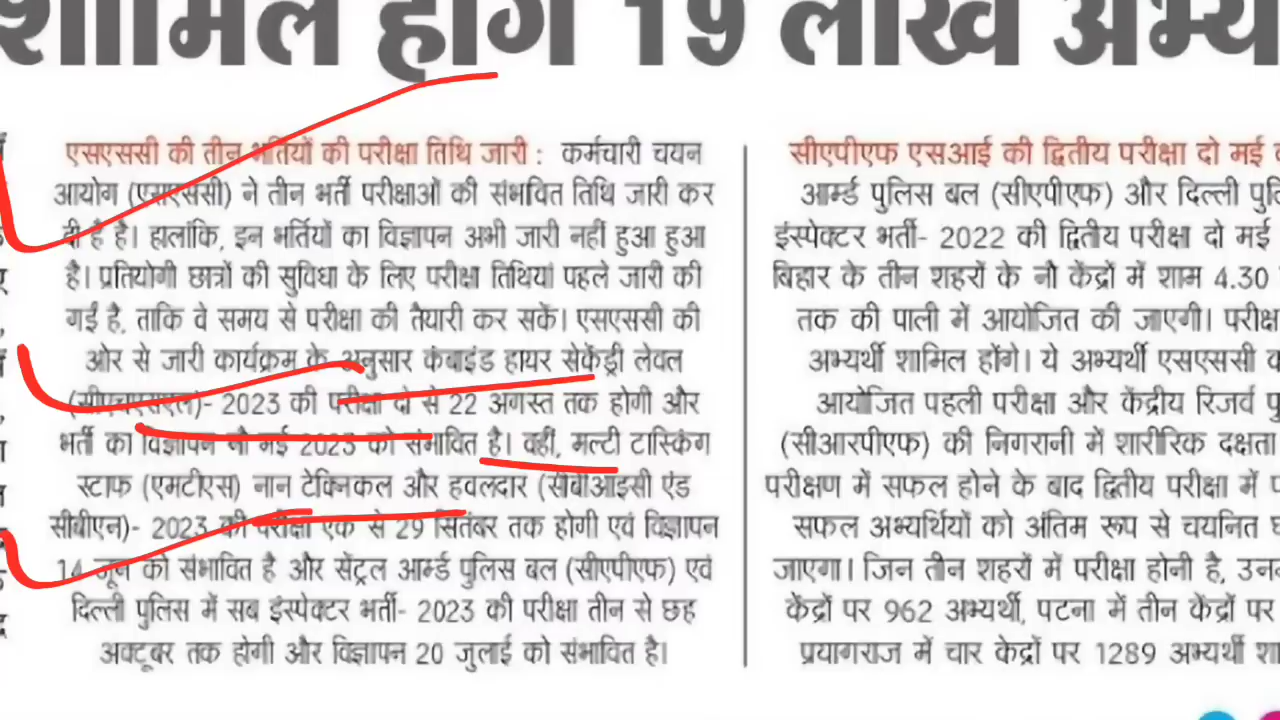 शामिल होंगे 19 लाख अभ्य
एसएससी की तीन भर्तियों की परीक्षा तिथि जारी : कर्मचारी चयन
आयोग (एसएससी) ने तीन भर्ती परीक्षाओं की संभवित तिथि जारी कर
दी है है। हालांकि, इन भर्तियों का विज्ञापन अभी जारी नहीं हुआ हुआ
है। प्रतियोगी छात्रों की सुविधा के लिए परीक्षा तिथियां पहले जारी की
गई है, ताकि वे समय से परीक्षा की तैयारी कर सकें। एसएससी की
ओर से जारी कार्यक्रम के अनुसार कंबाइंड हायर सेकेंड्री लेवल
(सीएचएसएल)- 2023 की परीक्षा दो से 22 अगस्त तक होगी और
भर्ती का विज्ञापन नौ मई 2023 को संभावित है। वहीं, मल्टी टास्किंग
स्टाफ (एमटीएस) नान टेक्निकल और हवलदार (सीबीआइसी एंड
सीबीएन)- 2023 की परीक्षा एक से 29 सितंबर तक होगी एवं विज्ञापन
14 जून को संभावित है और सेंट्रल आर्म्ड पुलिस बल (सीएपीएफ) एवं
दिल्ली पुलिस में सब इंस्पेक्टर भर्ती- 2023 की परीक्षा तीन से छह
अक्टूबर तक होगी और विज्ञापन 20 जुलाई को संभावित है।
सीएपीएफ एसआई की द्वितीय परीक्षा दो मई
आर्म्ड पुलिस बल (सीएपीएफ) और दिल्ली
इंस्पेक्टर भर्ती- 2022 की द्वितीय परीक्षा दो मई
बिहार के तीन शहरों के नौ केंद्रों में शाम 4.30
तक की पाली में आयोजित की जाएगी। परीक्षा
अभ्यर्थी शामिल होंगे। ये अभ्यर्थी एसएससी
आयोजित पहली परीक्षा और केंद्रीय रिजर्व
(सीआरपीएफ) की निगरानी में शारीरिक दक्षता
परीक्षण में सफल होने के बाद द्वितीय परीक्षा में
सफल अभ्यर्थियों को अंतिम रूप से चयनित
जाएगा। जिन तीन शहरों में परीक्षा होनी है,
केंद्रों पर 962 अभ्यर्थी, पटना में तीन केंद्रों पर
प्रयागराज में चार केद्रों पर 1289 अभ्यर्थी